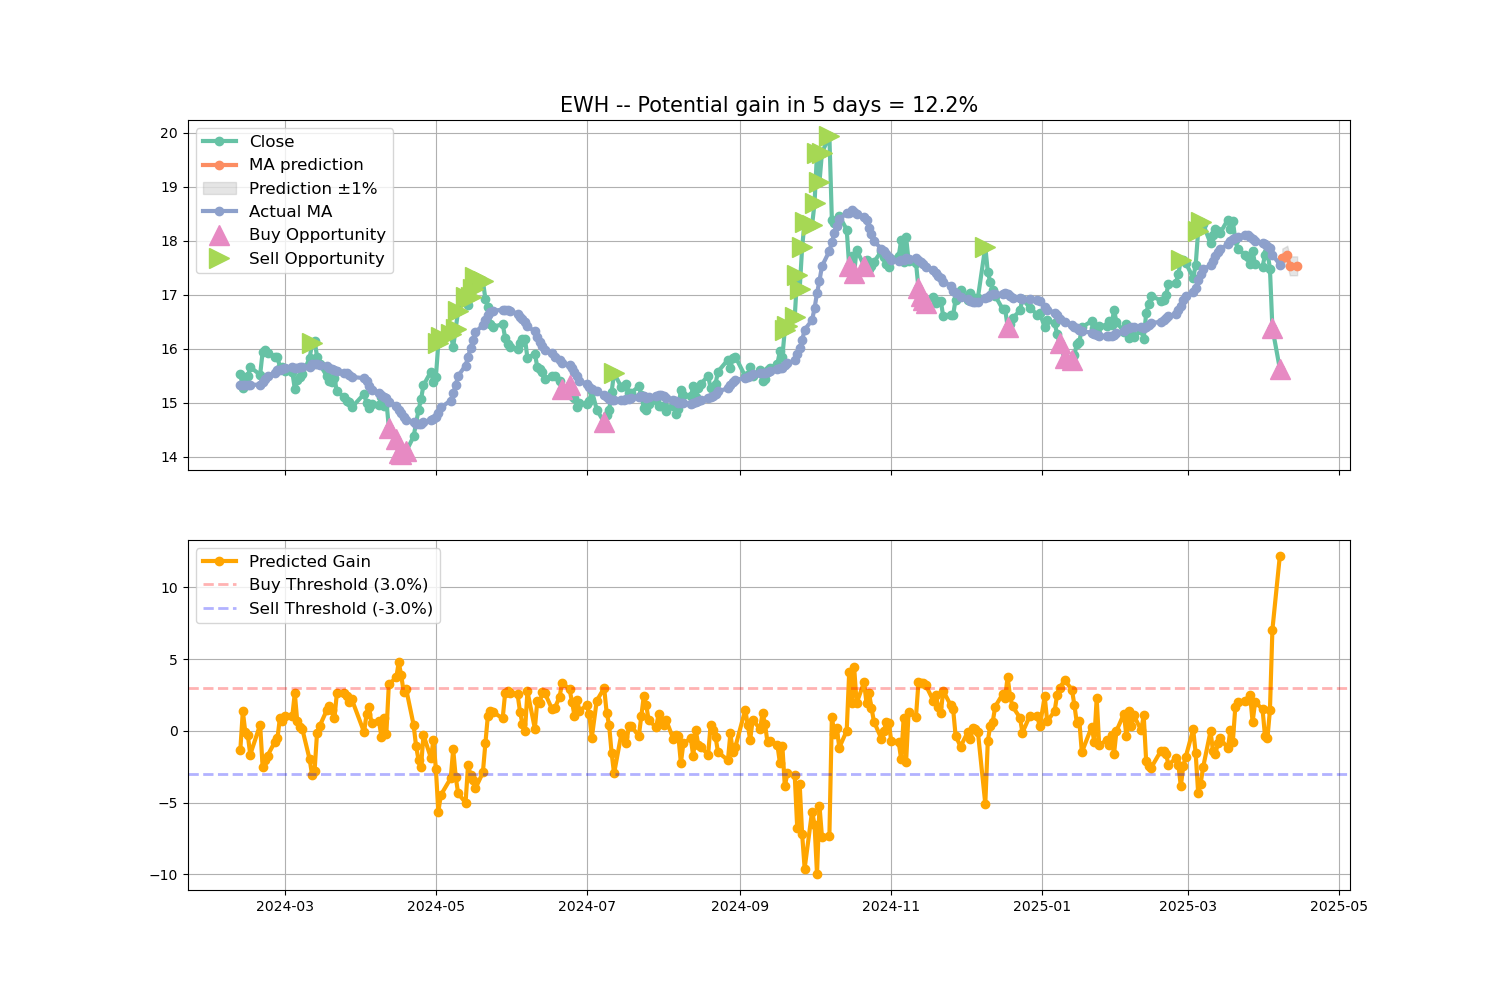 EWH -- Potential gain in 5 days = 12.2%
20
19
18
17
16
15
14
Close
MA prediction
Prediction ±1%
Actual MA
Buy Opportunity
Sell Opportunity
10
5
0
−5
−10
Predicted Gain
Buy Threshold (3.0%)
Sell Threshold (-3.0%)
2024-03
2024-05
2024-07
2024-09
2024-11
2025-01
2025-03
2025-05